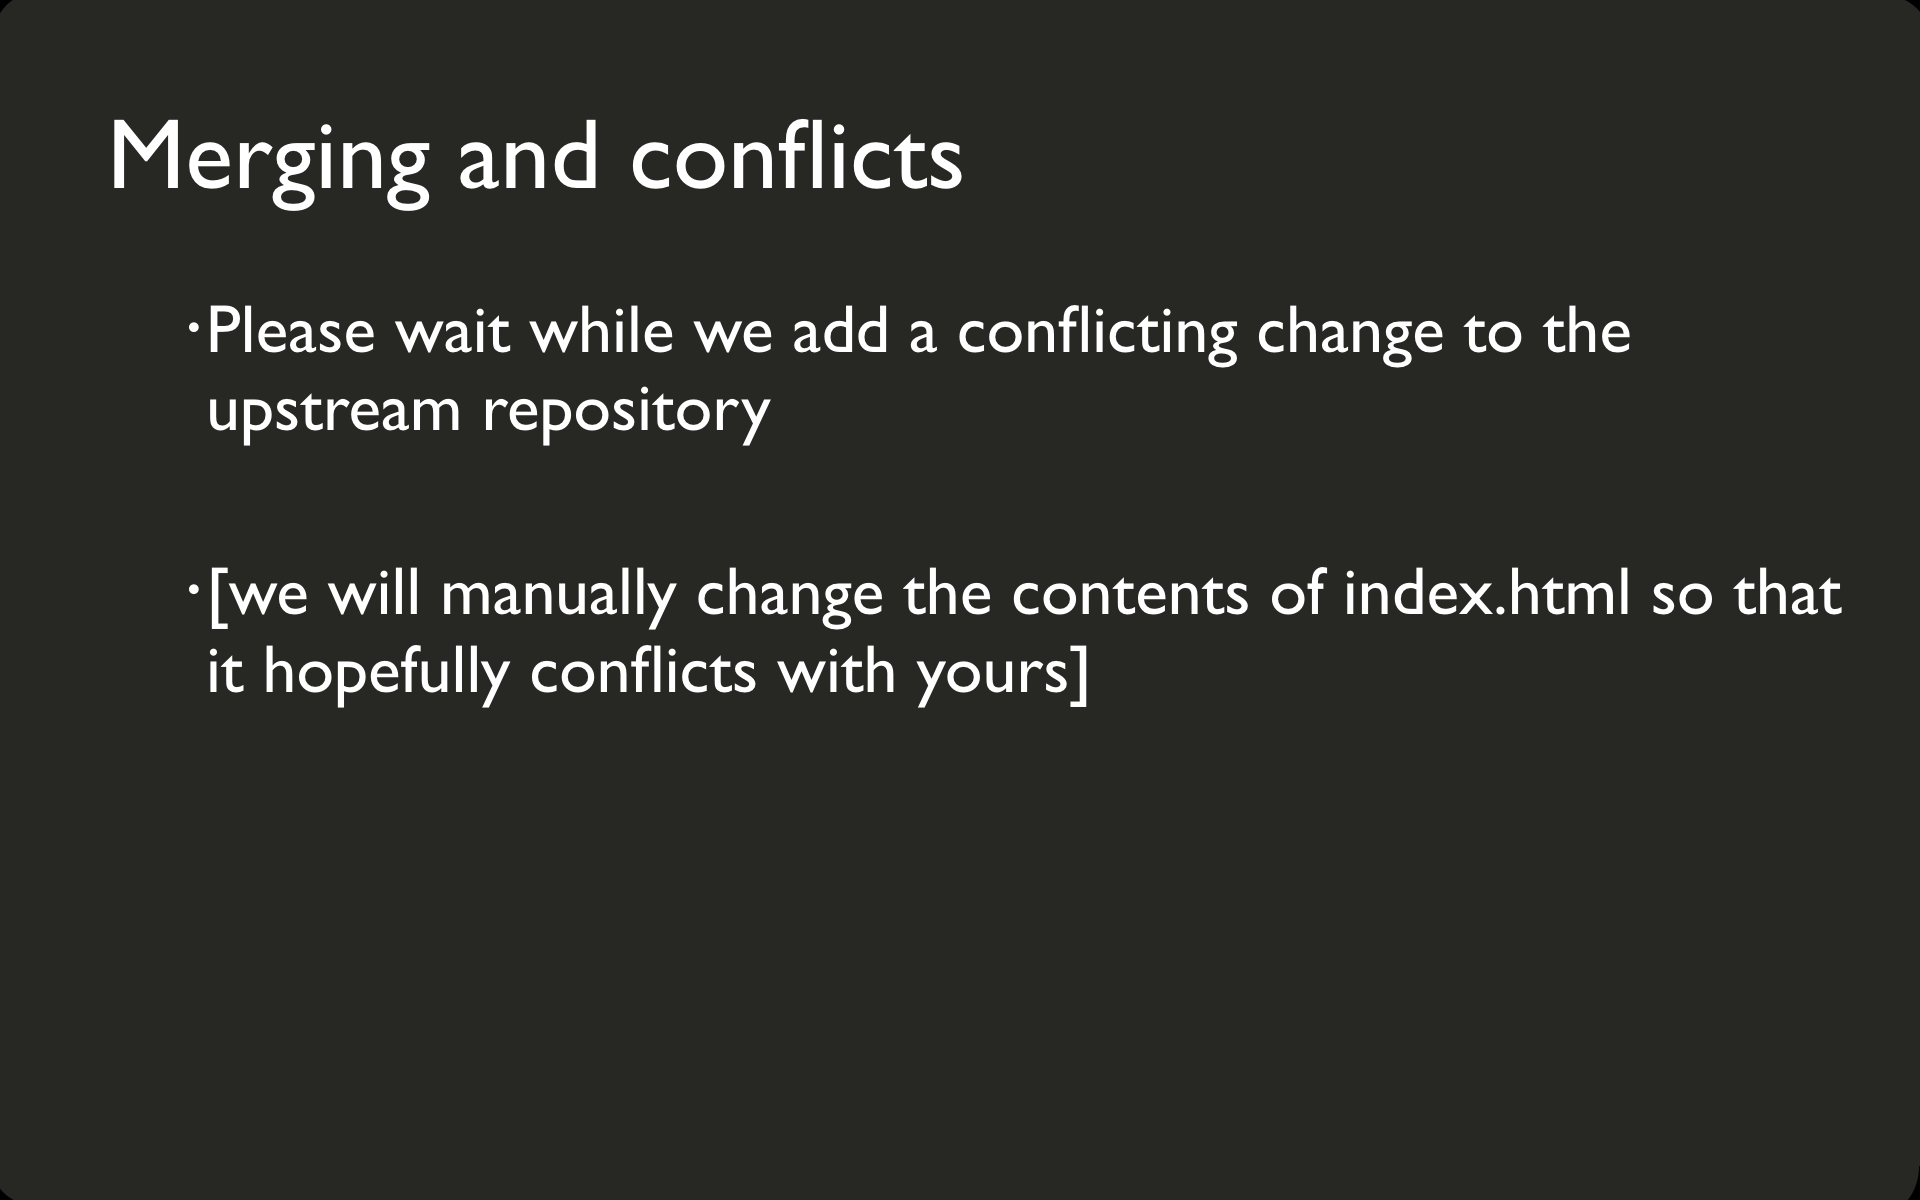 Merging and conflicts
•Please wait while we add a conflicting change to the
upstream repository
•[we will manually change the contents of index.html so that
it hopefully conflicts with yours]